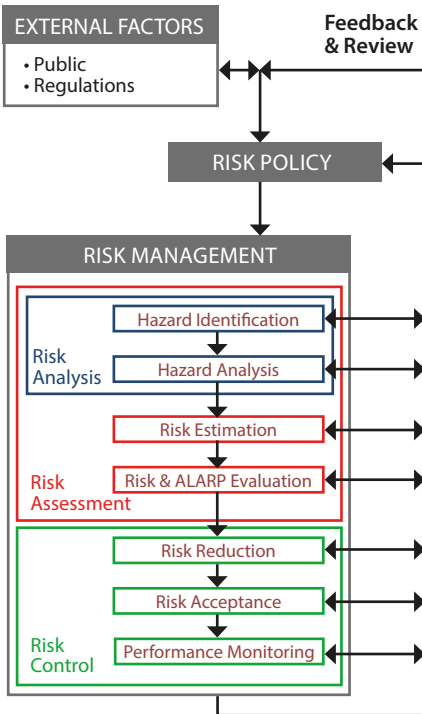 EXTERNAL FACTORS
• Public
• Regulations
Feedback
& Review
RISK POLICY
RISK MANAGEMENT
Hazard Identification
Risk
Analysis
Hazard Analysis
Risk Estimation
Risk & ALARP Evaluation
Risk
Assessment
Risk Reduction
Risk Acceptance
Performance Monitoring
Risk
Control